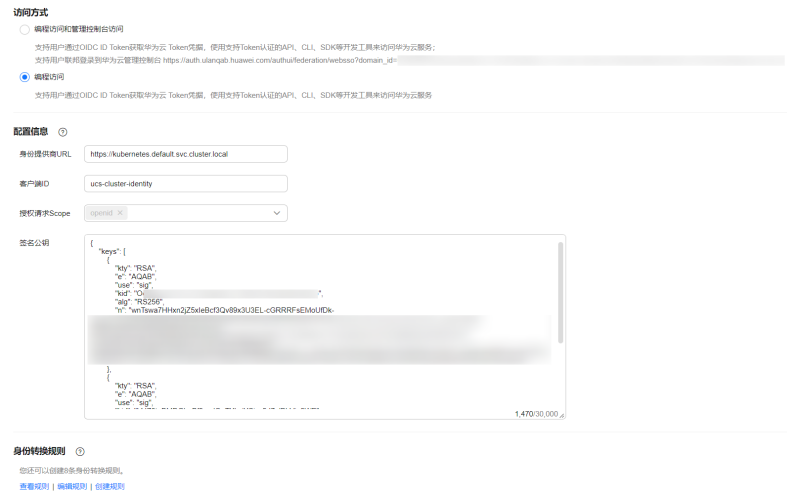 访问方式
编程访问和管理控制台访问
支持用户通过OIDC ID Token获取华为云 Token凭据，使用支持Token认证的API、CLI、SDK等开发工具来访问华为云服务；
支持用户联邦登录到华为云管理控制台 https://auth.ulanqab.huawei.com/authui/federation/websso?domain_id=
编程访问
支持用户通过OIDC ID Token获取华为云 Token凭据，使用支持Token认证的API、CLI、SDK等开发工具来访问华为云服务
配置信息
身份提供商URL https://kubernetes.default.svc.cluster.local
客户端ID ucs-cluster-identity
授权请求Scope openid ×
签名公钥
{
"keys": [
{
"kty": "RSA",
"e": "AQAB",
"use": "sig",
"kid": "O
"alg": "RS256",
"n": "wnTswa7HHxn2jZ5xIeBcf3Qv89x3U3EL-cGRRRFsEMoUfDk-
},
{
"kty": "RSA",
"e": "AQAB",
"use": "sig",
1,470/30,000
身份转换规则
您还可以创建8条身份转换规则。
查看规则 | 编辑规则 | 创建规则